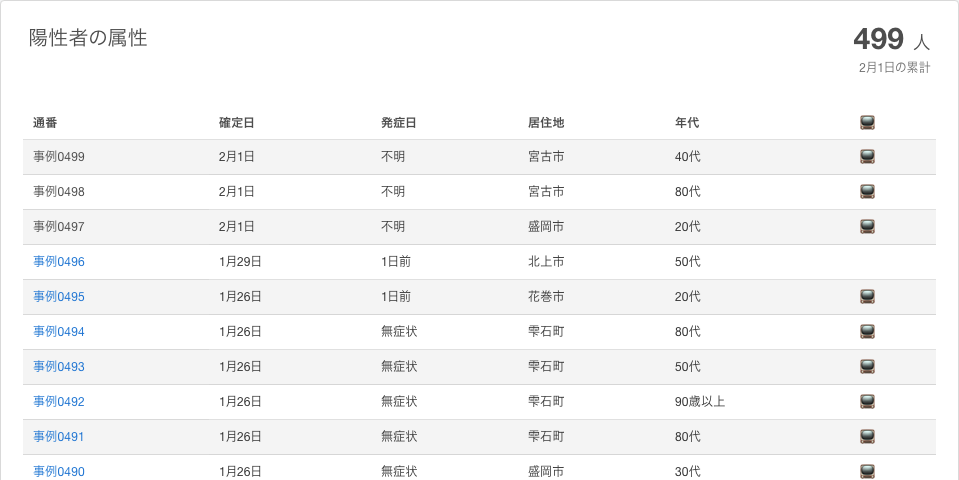 陽性者の属性
499 人
2月1日の累計
通番 確定日 発症日 居住地 年代
事例0499 2月1日 不明 宮古市 40代
事例0498 2月1日 不明 宮古市 80代
事例0497 2月1日 不明 盛岡市 20代
事例0496 1月29日 1日前 北上市 50代
事例0495 1月26日 1日前 花巻市 20代
事例0494 1月26日 無症状 雫石町 80代
事例0493 1月26日 無症状 雫石町 50代
事例0492 1月26日 無症状 雫石町 90歳以上
事例0491 1月26日 無症状 雫石町 80代
事例0490 1月26日 無症状 盛岡市 30代